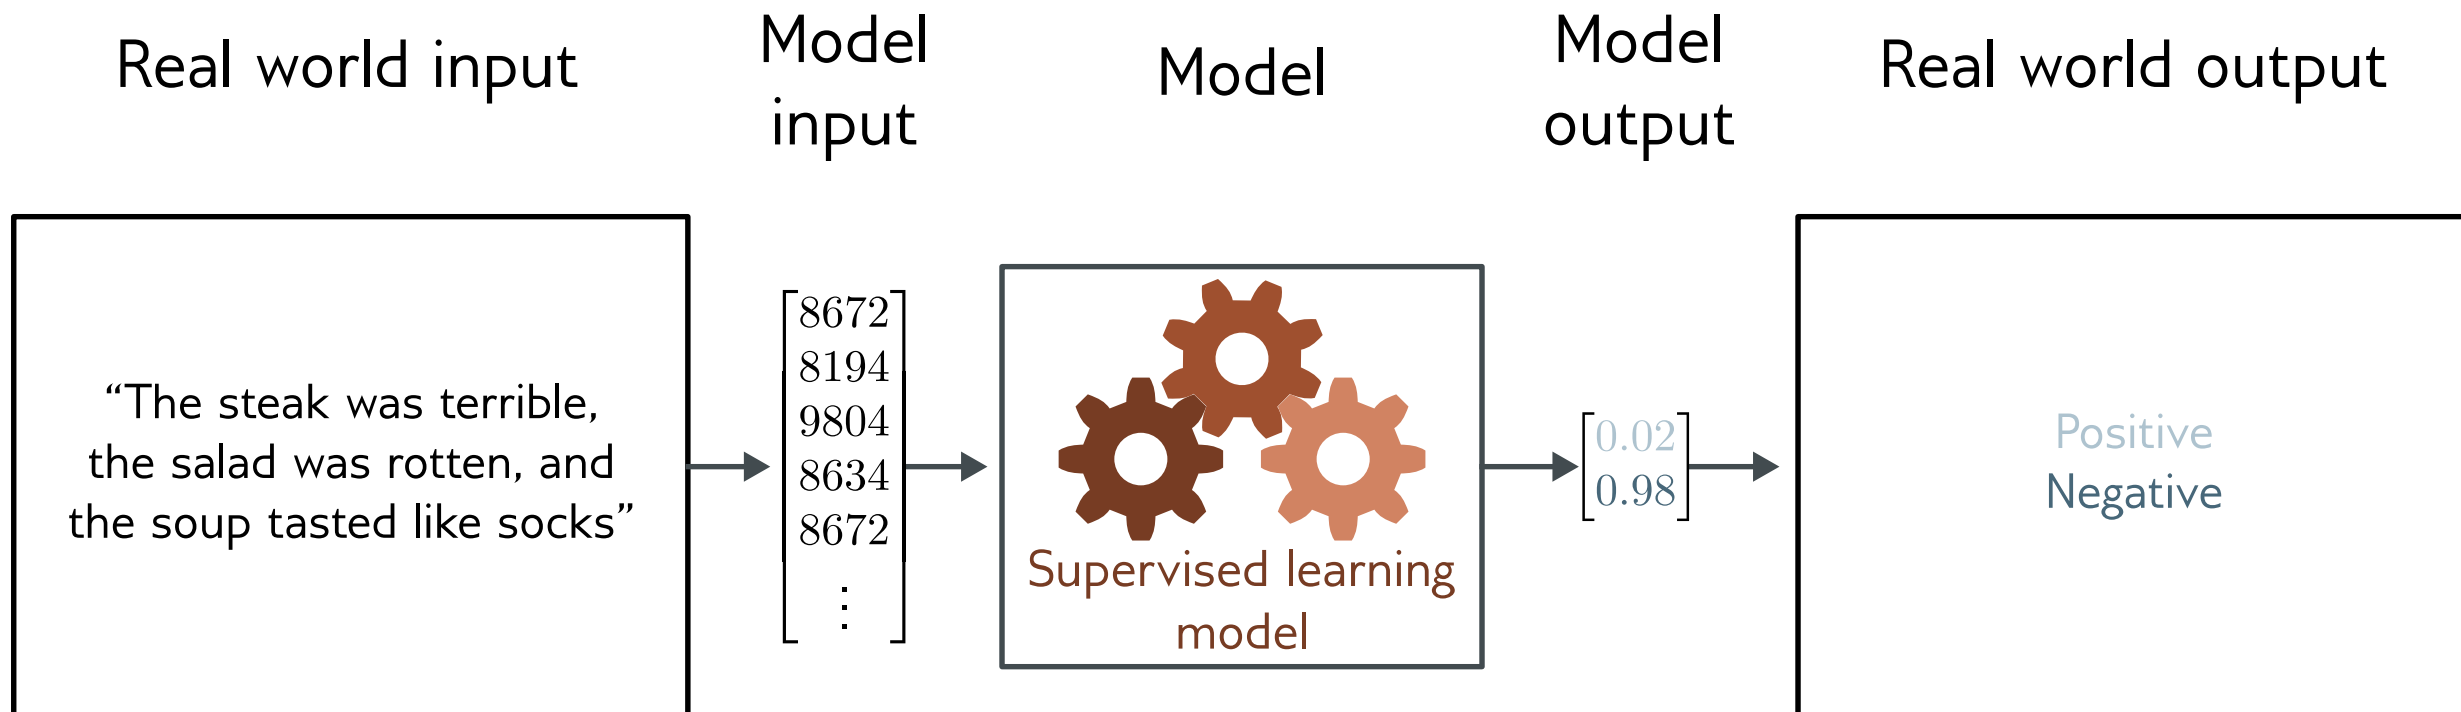 Real world input
Model
input
Model
Model
output
Real world output
“The steak was terrible,
the salad was rotten, and
the soup tasted like socks”
8672
8194
9804
8634
8672
⋮
Supervised learning
model
0.02
0.98
Positive
Negative